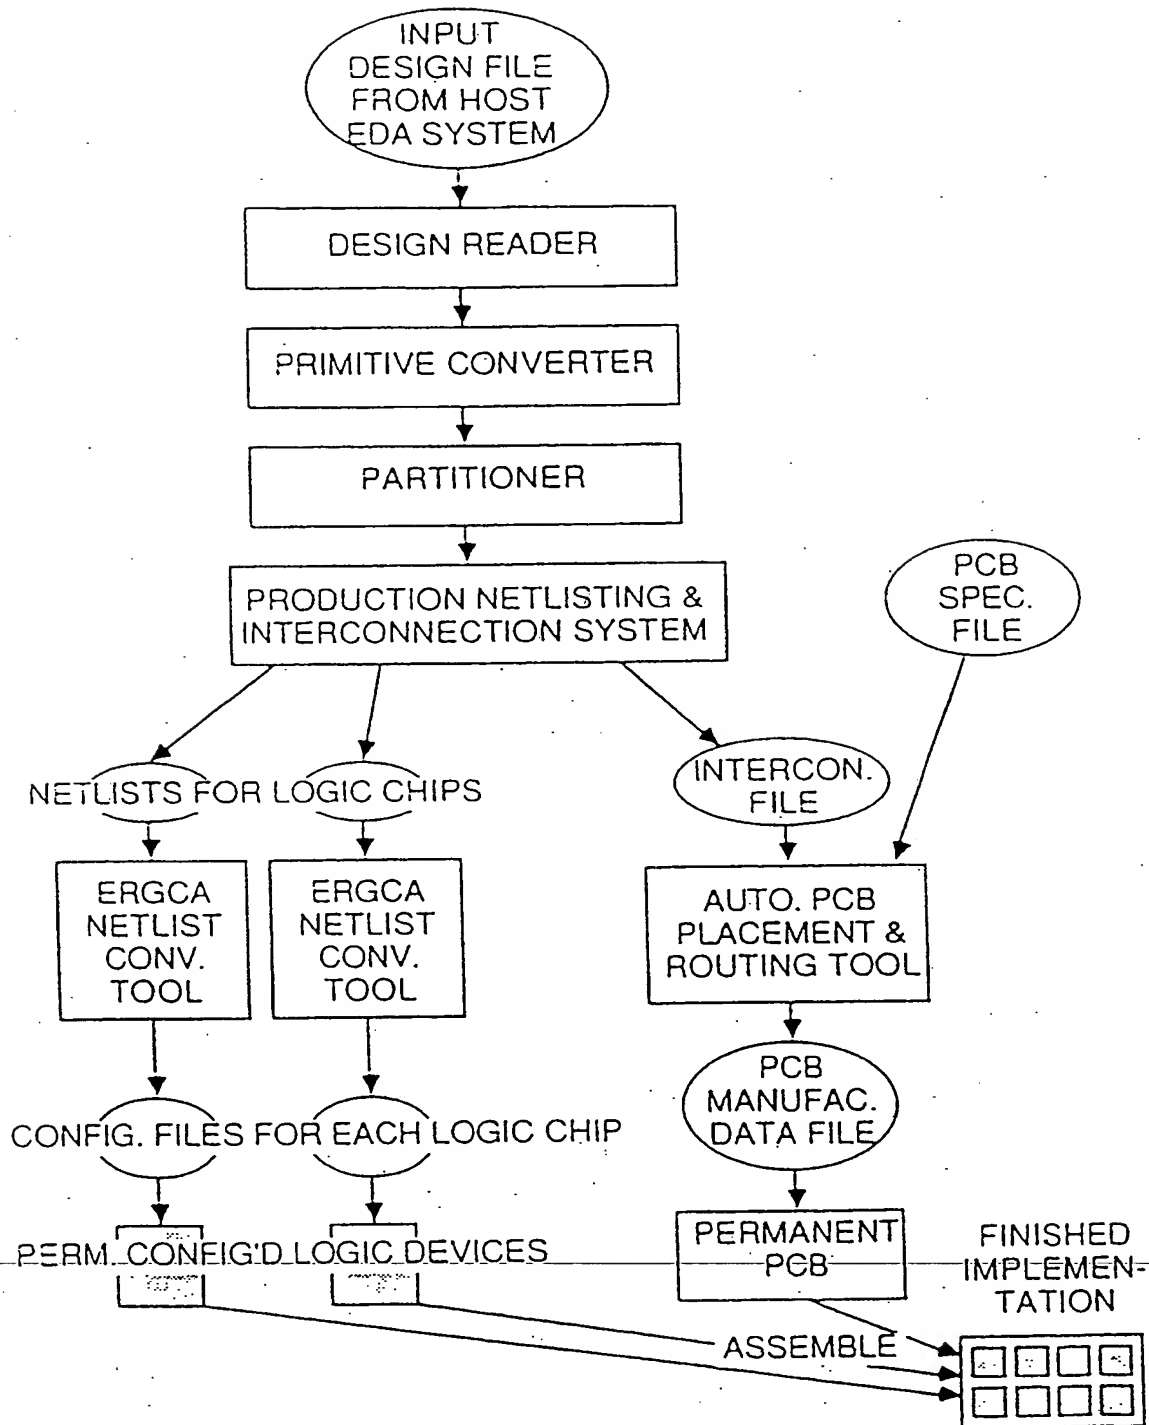 INPUT
DESIGN FILE
FROM HOST
EDA SYSTEM
DESIGN READER
PRIMITIVE CONVERTER
PARTITIONER
PRODUCTION NETLISTING &
INTERCONNECTION SYSTEM
PCB
SPEC.
FILE
NETLISTS FOR LOGIC CHIPS
INTERCON.
FILE
ERGCA
NETLIST
CONV.
TOOL
ERGCA
NETLIST
CONV.
TOOL
AUTO. PCB
PLACEMENT &
ROUTING TOOL
PCB
MANUFAC.
DATA FILE
CONFIG. FILES FOR EACH LOGIC CHIP
PERM. CONFIG'D LOGIC DEVICES
PERMANENT
PCB
FINISHED
IMPLEMEN-
TATION
ASSEMBLE